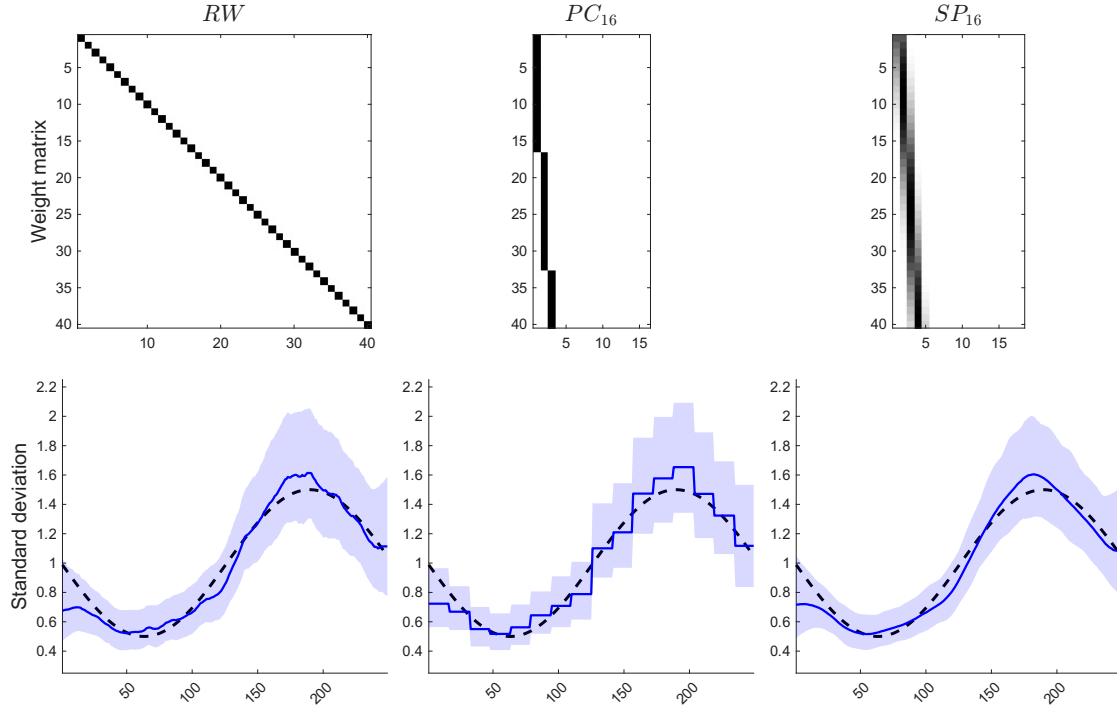 RW PC16 SP16
Weight matrix
5 5 5
10 10 10
15 15 15
20 20 20
25 25 25
30 30 30
35 35 35
40 40 40
10 20 30 40 5 10 15 5 10 15
Standard deviation
2.2 2.2 2.2
2 2 2
1.8 1.8 1.8
1.6 1.6 1.6
1.4 1.4 1.4
1.2 1.2 1.2
1 1 1
0.8 0.8 0.8
0.6 0.6 0.6
0.4 0.4 0.4
50 100 150 200 50 100 150 200 50 100 150 200